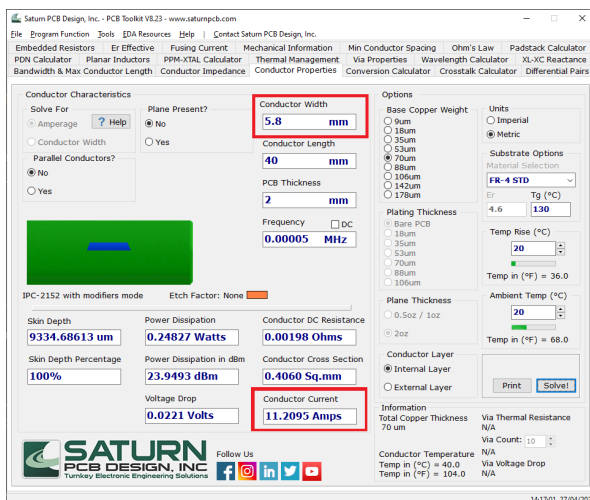 Saturn PCB Design, Inc. - PCB Toolkit V8.23 - www.saturnpcb.com
File Program Function Tools EDA Resources Help | Contact Saturn PCB Design, Inc.
Embedded Resistors Er Effective Fusing Current Mechanical Information Min Conductor Spacing Ohm's Law Padstack Calculator
PDN Calculator Planar Inductors PPM-XTAL Calculator Thermal Management Via Properties Wavelength Calculator XL-XC Reactance
Bandwidth & Max Conductor Length Conductor Impedance Conductor Properties Conversion Calculator Crosstalk Calculator Differential Pairs
Conductor Characteristics
Solve For
Amperage
? Help
Conductor Width
Plane Present?
No
Yes
Parallel Conductors?
No
Yes
Conductor Width
5.8 mm
Conductor Length
40 mm
PCB Thickness
2 mm
Frequency DC
0.00005 MHz
IPC-2152 with modifiers mode Etch Factor: None
Skin Depth
9334.68613 um
Power Dissipation
0.24827 Watts
Conductor DC Resistance
0.00198 Ohms
Skin Depth Percentage
100%
Power Dissipation in dBm
23.9493 dBm
Conductor Cross Section
0.4060 Sq.mm
Voltage Drop
0.0221 Volts
Conductor Current
11.2095 Amps
SATURN
PCB DESIGN, INC
Turnkey Electronic Engineering Solutions
Follow Us
Options
Base Copper Weight
9um
18um
35um
53um
70um
88um
106um
142um
178um
Plating Thickness
Bare PCB
18um
35um
53um
70um
88um
106um
Plane Thickness
0.5oz / 1oz
2oz
Conductor Layer
Internal Layer
External Layer
Units
Imperial
Metric
Substrate Options
Material Selection
FR-4 STD
Er Tg (°C)
4.6 130
Temp Rise (°C)
20
Temp in (°F) = 36.0
Ambient Temp (°C)
20
Temp in (°F) = 68.0
Print Solve!
Information
Total Copper Thickness
70 um
Conductor Temperature
Temp in (°C) = 40.0
Temp in (°F) = 104.0
Via Thermal Resistance
N/A
Via Count: 10
N/A
Via Voltage Drop
N/A